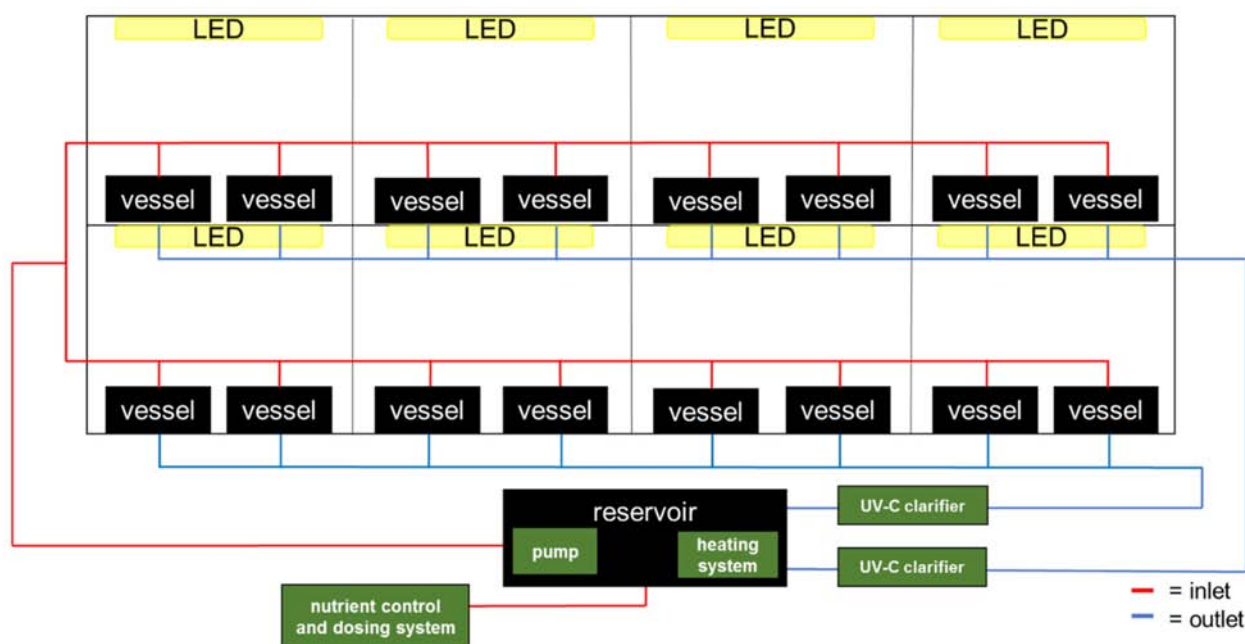 LED LED LED LED
vessel vessel vessel vessel vessel vessel vessel vessel
LED LED LED LED
vessel vessel vessel vessel vessel vessel vessel vessel
reservoir
UV-C clarifier
pump
heating
system
UV-C clarifier
= inlet
= outlet
nutrient control
and dosing system